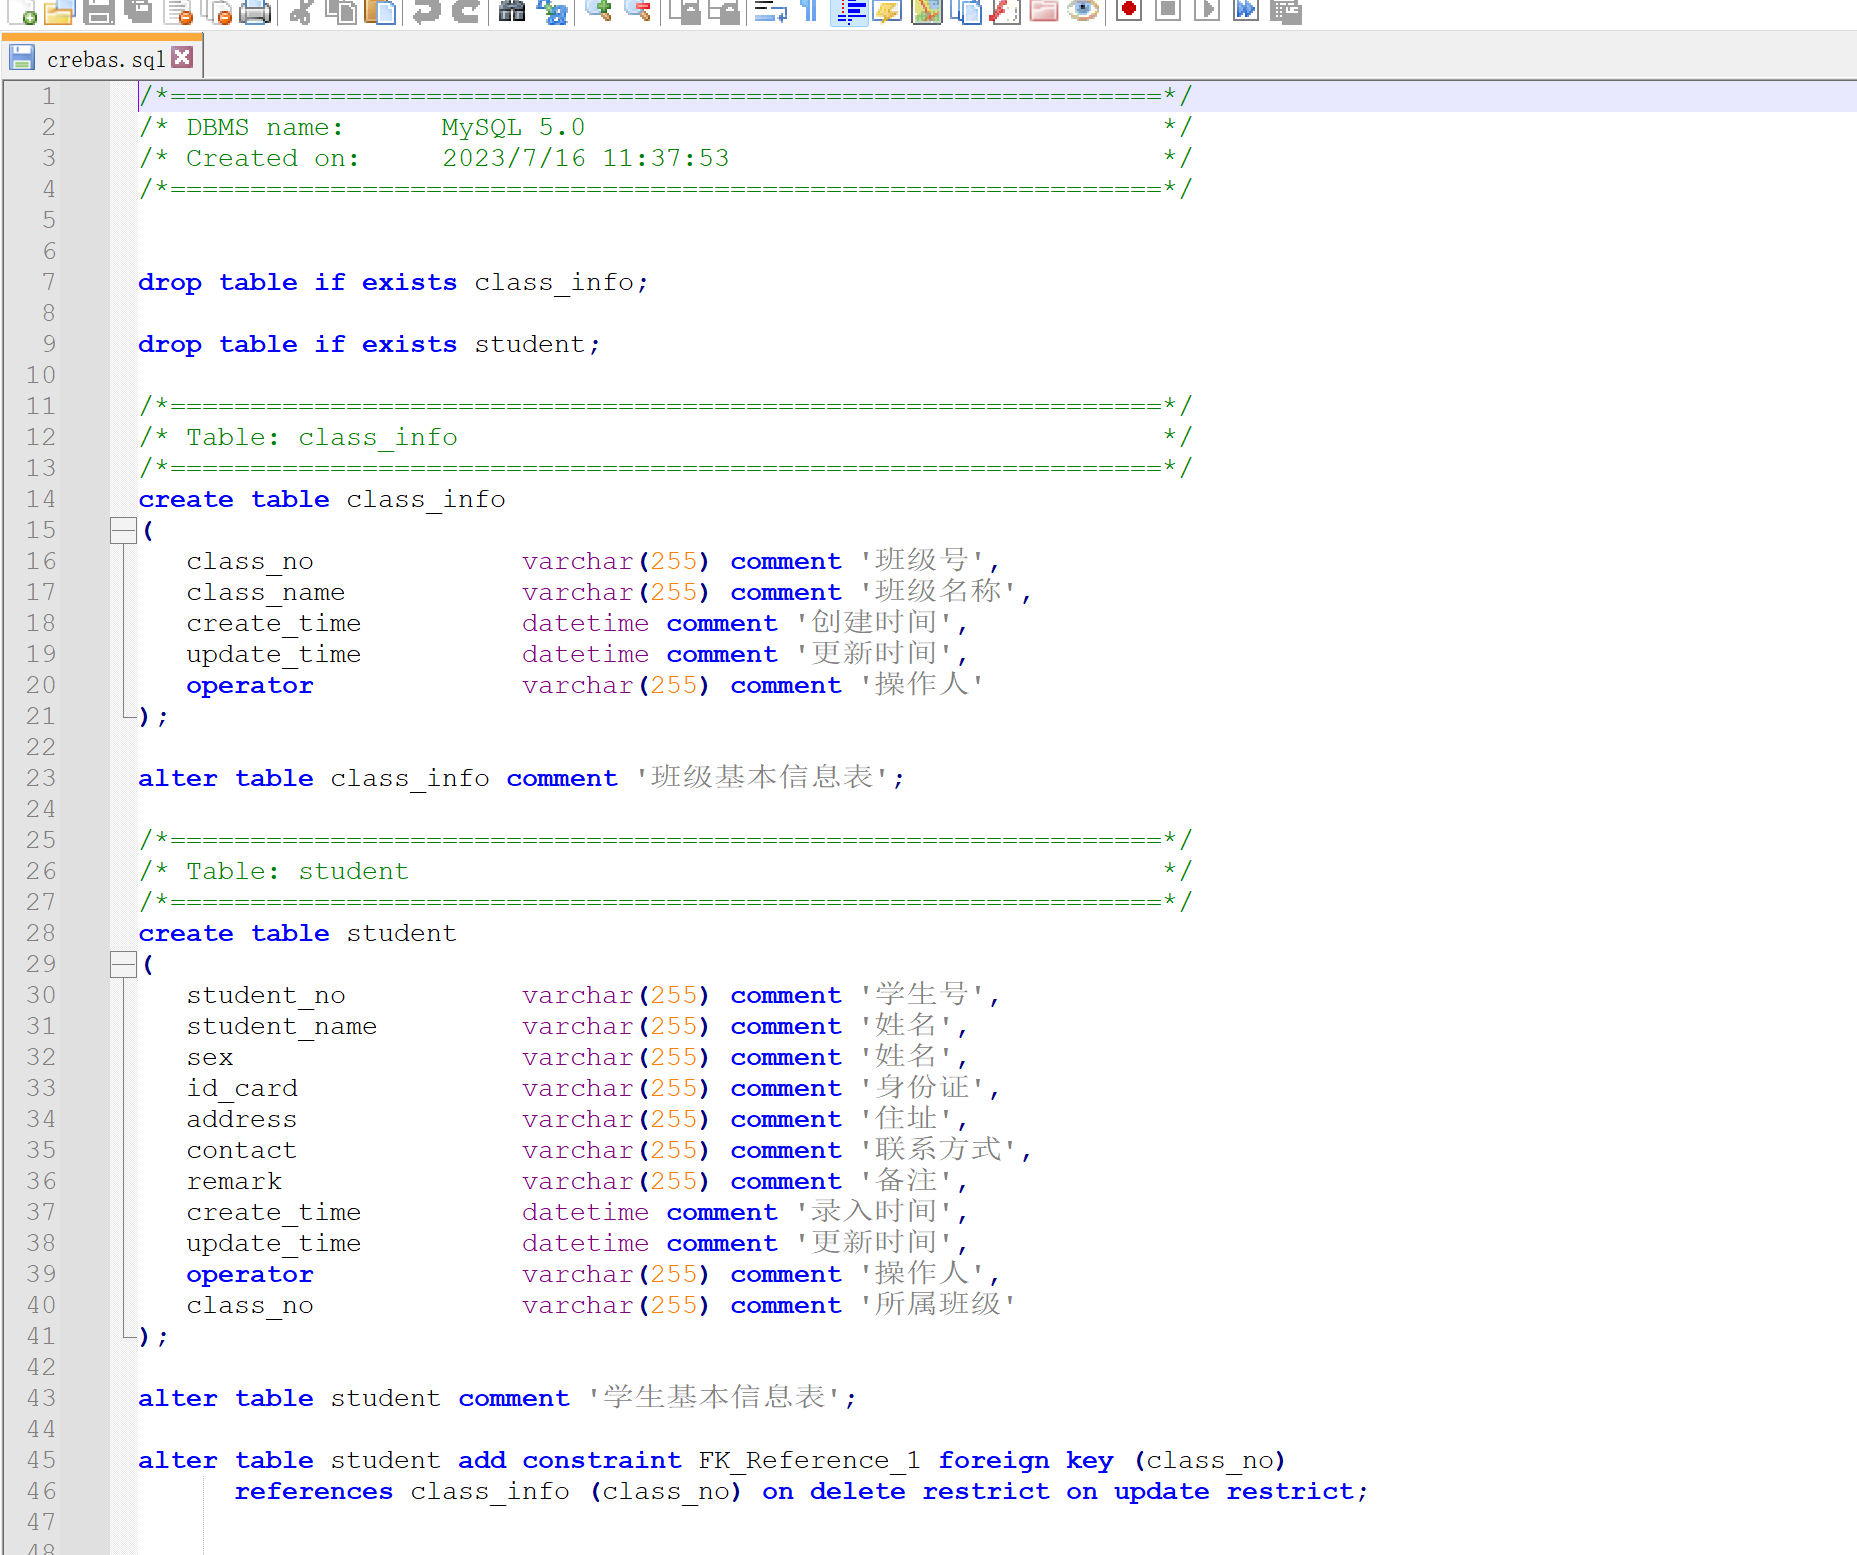 crebas.sql
1 /*==============================================================*/
2 /* DBMS name:      MySQL 5.0                                    */
3 /* Created on:     2023/7/16 11:37:53                           */
4 /*==============================================================*/
5
6
7 drop table if exists class_info;
8
9 drop table if exists student;
10
11 /*==============================================================*/
12 /* Table: class_info                                            */
13 /*==============================================================*/
14 create table class_info
15 (
16    class_no             varchar(255) comment '班级号',
17    class_name           varchar(255) comment '班级名称',
18    create_time          datetime comment '创建时间',
19    update_time          datetime comment '更新时间',
20    operator             varchar(255) comment '操作人'
21 );
22
23 alter table class_info comment '班级基本信息表';
24
25 /*==============================================================*/
26 /* Table: student                                               */
27 /*==============================================================*/
28 create table student
29 (
30    student_no           varchar(255) comment '学生号',
31    student_name         varchar(255) comment '姓名',
32    sex                  varchar(255) comment '姓名',
33    id_card              varchar(255) comment '身份证',
34    address              varchar(255) comment '住址',
35    contact              varchar(255) comment '联系方式',
36    remark               varchar(255) comment '备注',
37    create_time          datetime comment '录入时间',
38    update_time          datetime comment '更新时间',
39    operator             varchar(255) comment '操作人',
40    class_no             varchar(255) comment '所属班级'
41 );
42
43 alter table student comment '学生基本信息表';
44
45 alter table student add constraint FK_Reference_1 foreign key (class_no)
46       references class_info (class_no) on delete restrict on update restrict;
47
48